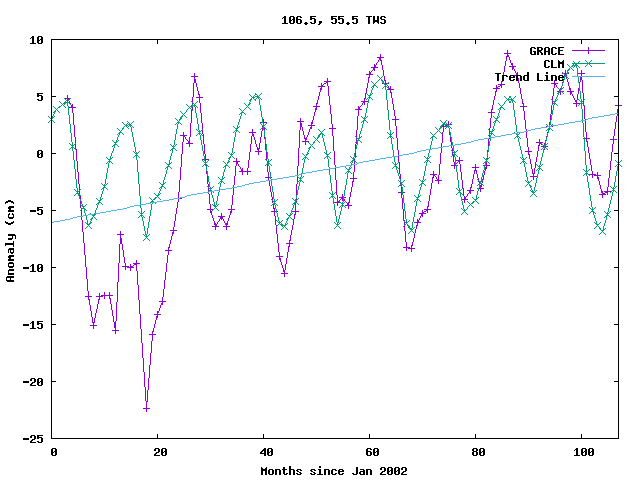 106.5, 55.5 TWS
GRACE
CLM
Trend Line
10
5
0
-5
-10
-15
-20
-25
Anomaly (cm)
0 20 40 60 80 100
Months since Jan 2002